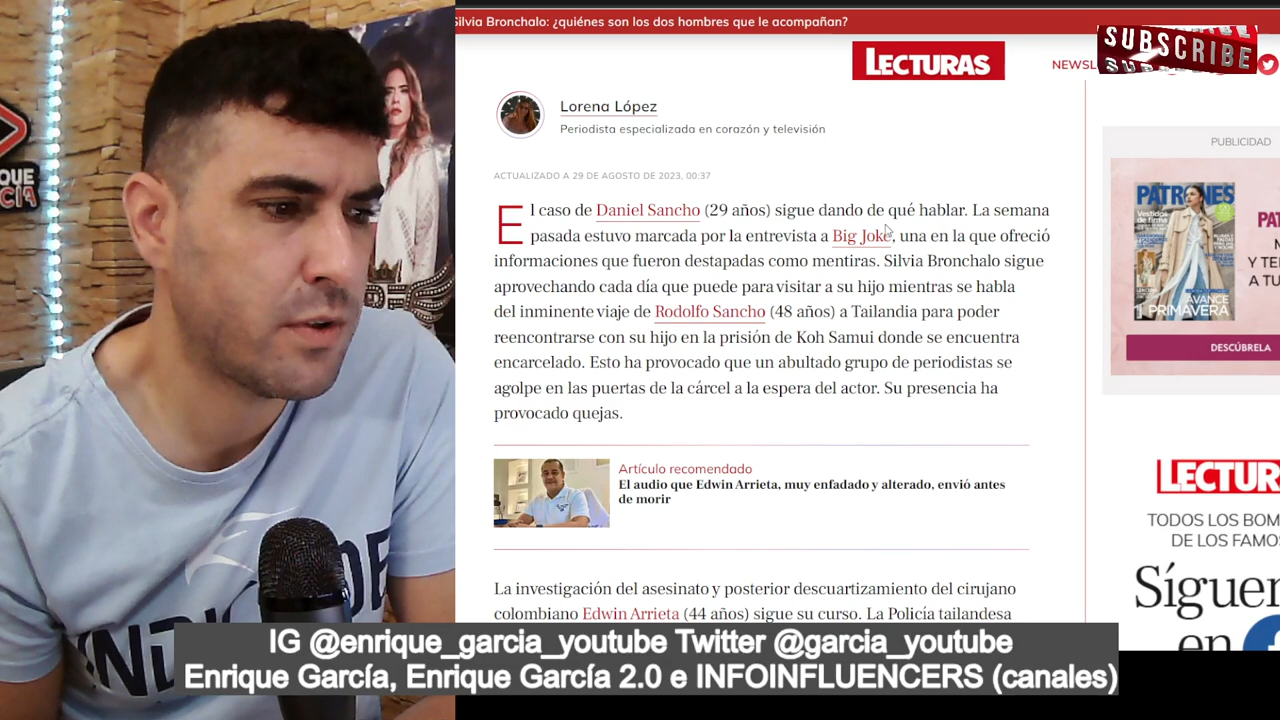 Silvia Bronchalo: ¿quiénes son los dos hombres que le acompañan?
LECTURAS
NEWSL
SUBSCRIBE
Lorena López
Periodista especializada en corazón y televisión
ACTUALIZADO A 29 DE AGOSTO DE 2023, 00:37
El caso de Daniel Sancho (29 años) sigue dando de qué hablar. La semana
pasada estuvo marcada por la entrevista a Big Joke, una en la que ofreció
informaciones que fueron destapadas como mentiras. Silvia Bronchalo sigue
aprovechando cada día que puede para visitar a su hijo mientras se habla
del inminente viaje de Rodolfo Sancho (48 años) a Tailandia para poder
reencontrarse con su hijo en la prisión de Koh Samui donde se encuentra
encarcelado. Esto ha provocado que un abultado grupo de periodistas se
agolpe en las puertas de la cárcel a la espera del actor. Su presencia ha
provocado quejas.
Artículo recomendado
El audio que Edwin Arrieta, muy enfadado y alterado, envió antes
de morir
La investigación del asesinato y posterior descuartizamiento del cirujano
colombiano Edwin Arrieta (44 años) sigue su curso. La Policía tailandesa
PUBLICIDAD
PATRONES
AVANCE
PRIMAVERA
PAT
N
Y TEN
A TU
DESCÚBRELA
LECTUR
TODOS LOS BOM
DE LOS FAMO
Síguen
en
QUE
CÍA
IG @enrique_garcia_youtube Twitter @garcia_youtube
Enrique García, Enrique García 2.0 e INFOINFLUENCERS (canales)